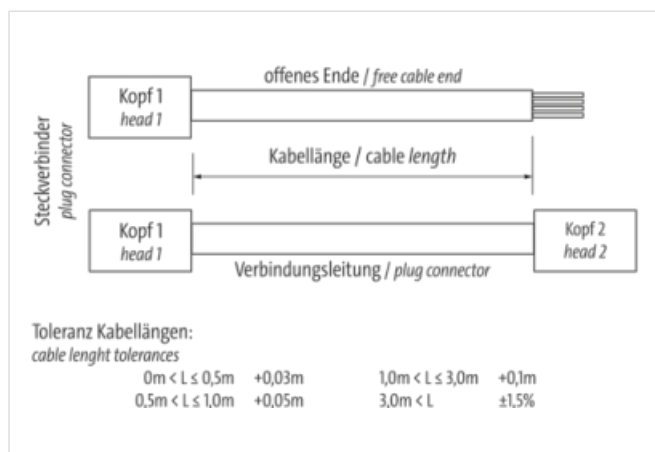 offenes Ende / free cable end
Kopf 1
head 1
Steckverbinder
plug connector
Kabellänge / cable length
Kopf 1
head 1
Kopf 2
head 2
Verbindungsleitung / plug connector
Toleranz Kabellängen:
cable lenght tolerances
0m < L ≤ 0,5m +0,03m 1,0m < L ≤ 3,0m +0,1m
0,5m < L ≤ 1,0m +0,05m 3,0m < L ±1,5%